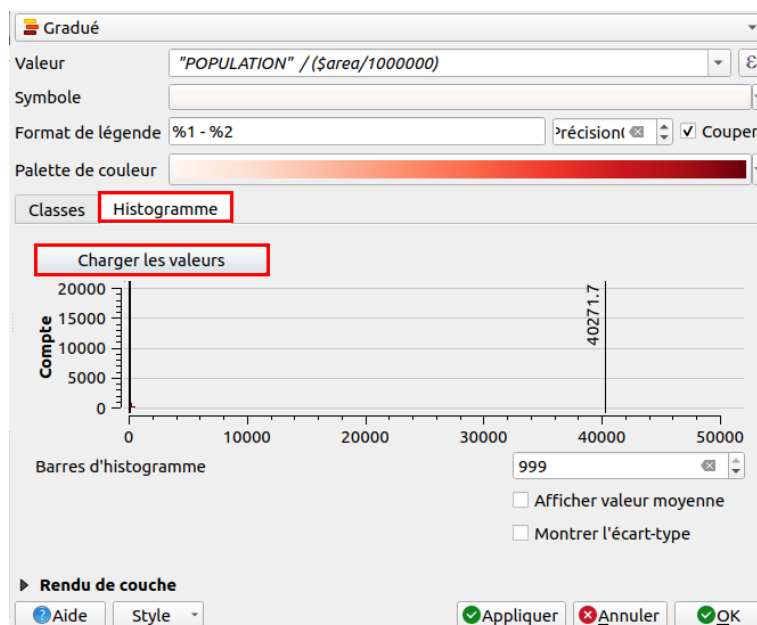 Gradué
Valeur "POPULATION" / ($area/1000000) ε
Symbole
Format de légende %1 - %2 Précision( Couper
Palette de couleur
Classes Histogramme
Charger les valeurs
20000
15000
10000
5000
0
Compte
40271.7
0 10000 20000 30000 40000 50000
Barres d'histogramme 999
Afficher valeur moyenne
Montrer l'écart-type
Rendu de couche
Aide Style Appliquer Annuler OK